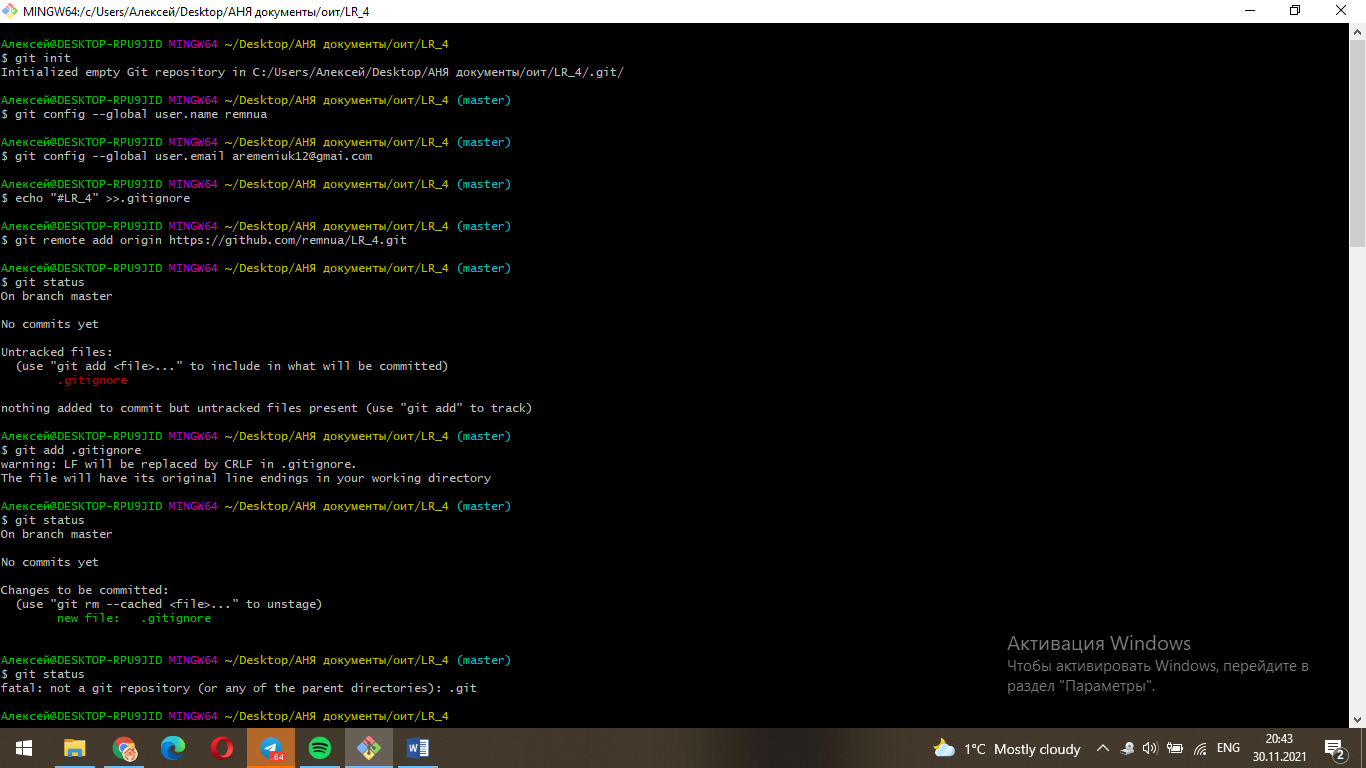 MINGW64:/c/Users/Алексей/Desktop/АНЯ документы/оит/LR_4
Алексей@DESKTOP-RPU9JID MINGW64 ~/Desktop/АНЯ документы/оит/LR_4
$ git init
Initialized empty Git repository in C:/Users/Алексей/Desktop/АНЯ документы/оит/LR_4/.git/
Алексей@DESKTOP-RPU9JID MINGW64 ~/Desktop/АНЯ документы/оит/LR_4 (master)
$ git config --global user.name remnua
Алексей@DESKTOP-RPU9JID MINGW64 ~/Desktop/АНЯ документы/оит/LR_4 (master)
$ git config --global user.email aremeniuk12@gmai.com
Алексей@DESKTOP-RPU9JID MINGW64 ~/Desktop/АНЯ документы/оит/LR_4 (master)
$ echo "#LR_4" >>.gitignore
Алексей@DESKTOP-RPU9JID MINGW64 ~/Desktop/АНЯ документы/оит/LR_4 (master)
$ git remote add origin https://github.com/remnua/LR_4.git
Алексей@DESKTOP-RPU9JID MINGW64 ~/Desktop/АНЯ документы/оит/LR_4 (master)
$ git status
On branch master
No commits yet
Untracked files:
(use "git add <file>..." to include in what will be committed)
.gitignore
nothing added to commit but untracked files present (use "git add" to track)
Алексей@DESKTOP-RPU9JID MINGW64 ~/Desktop/АНЯ документы/оит/LR_4 (master)
$ git add .gitignore
warning: LF will be replaced by CRLF in .gitignore.
The file will have its original line endings in your working directory
Алексей@DESKTOP-RPU9JID MINGW64 ~/Desktop/АНЯ документы/оит/LR_4 (master)
$ git status
On branch master
No commits yet
Changes to be committed:
(use "git rm --cached <file>..." to unstage)
new file:   .gitignore
Алексей@DESKTOP-RPU9JID MINGW64 ~/Desktop/АНЯ документы/оит/LR_4 (master)
$ git status
fatal: not a git repository (or any of the parent directories): .git
Алексей@DESKTOP-RPU9JID MINGW64 ~/Desktop/АНЯ документы/оит/LR_4
Активация Windows
Чтобы активировать Windows, перейдите в
раздел "Параметры".
.64
1°C Mostly cloudy
ENG
20:43
30.11.2021
2